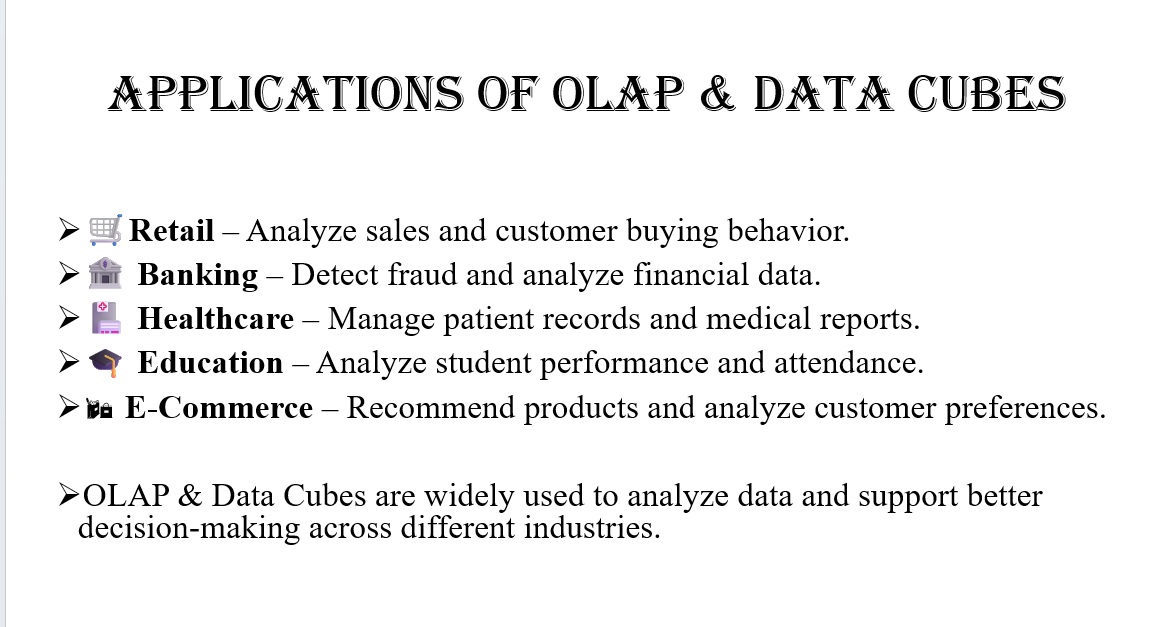 APPLICATIONS OF OLAP & DATA CUBES
➢ 🛒 Retail – Analyze sales and customer buying behavior.
➢ 🏦 Banking – Detect fraud and analyze financial data.
➢ 🏥 Healthcare – Manage patient records and medical reports.
➢ 🎓 Education – Analyze student performance and attendance.
➢ 🛍 E-Commerce – Recommend products and analyze customer preferences.
➢ OLAP & Data Cubes are widely used to analyze data and support better
decision-making across different industries.